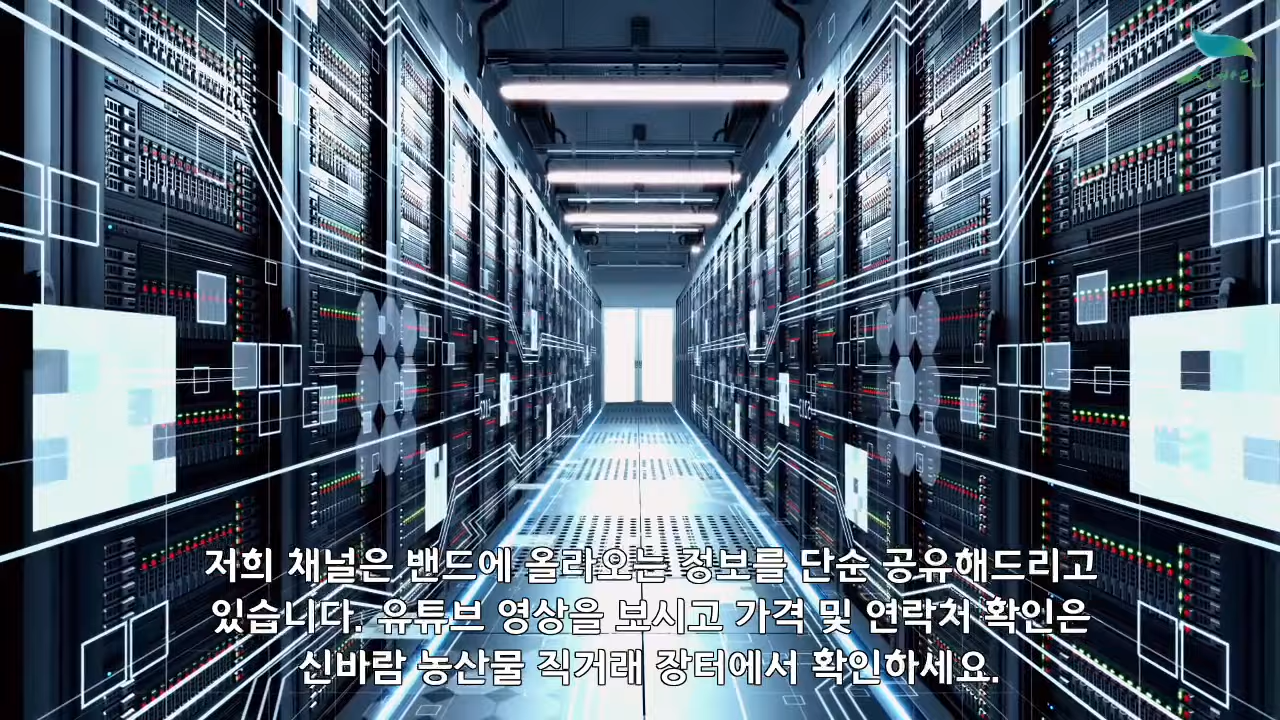 저희 채널은 밴드에 올라오는 정보를 단순 공유해드리고
있습니다. 유튜브 영상을 보시고 가격 및 연락처 확인은
신바람 농산물 직거래 장터에서 확인하세요.